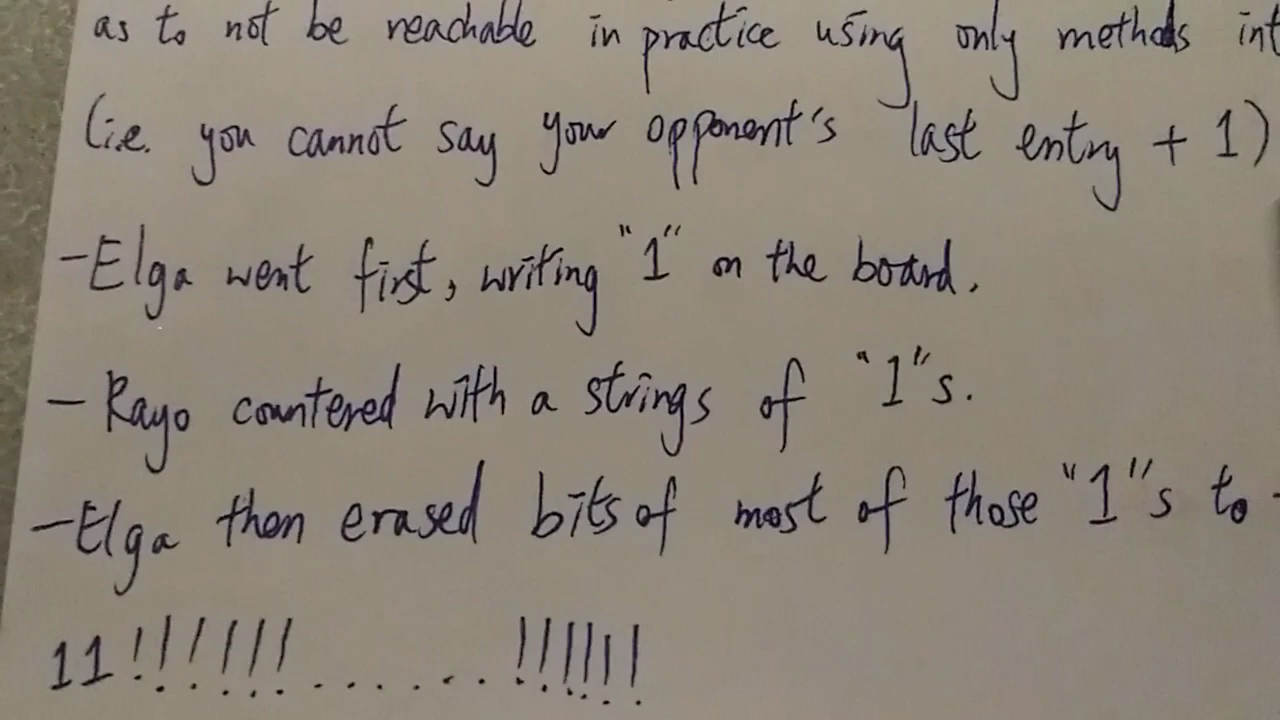 as to not be reachable in practice using only methods int
(i.e. you cannot say your opponent's last entry + 1)
-Elga went first, writing "1" on the board.
- Rayo countered with a strings of "1"s.
-Elga then erased bits of most of those "1"s to
11!!!!!!!.......!!!!!!